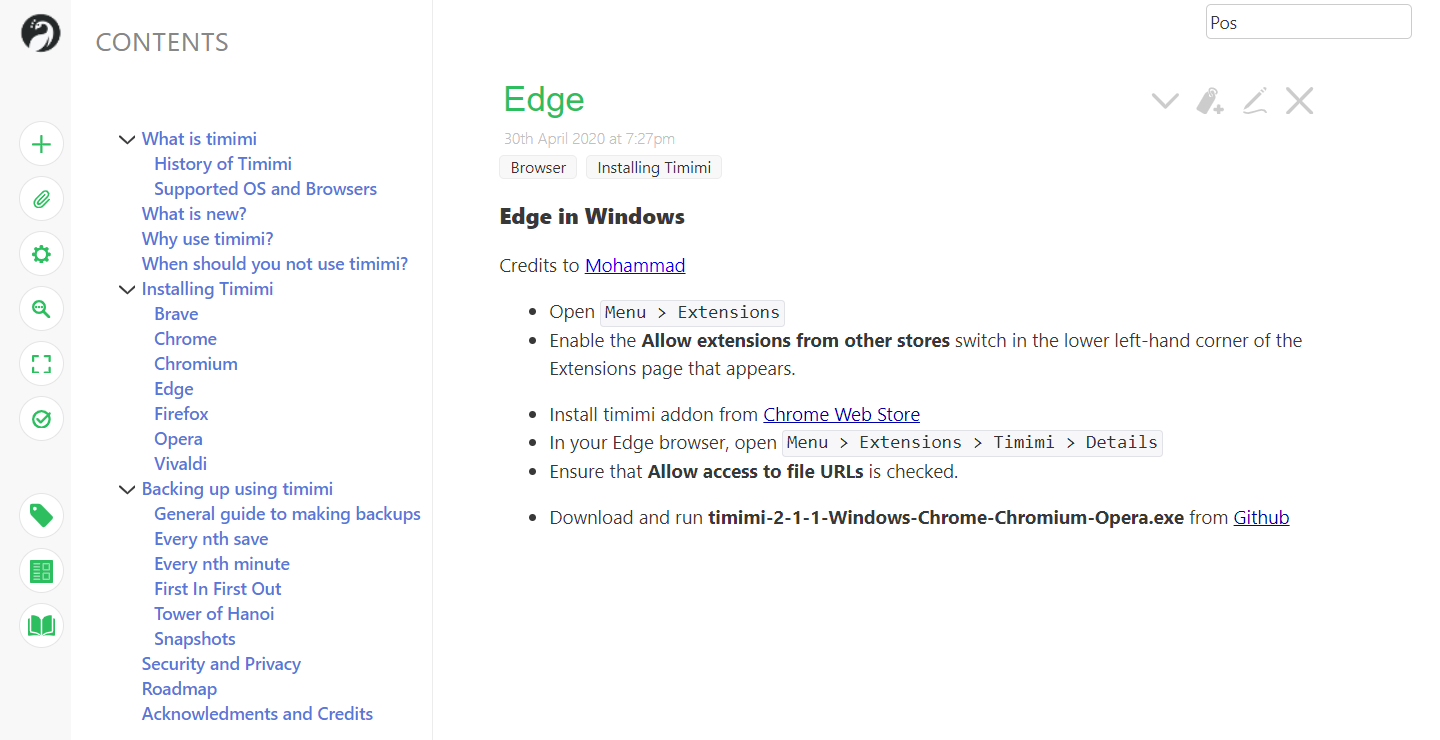 CONTENTS
What is timimi
History of Timimi
Supported OS and Browsers
What is new?
Why use timimi?
When should you not use timimi?
Installing Timimi
Brave
Chrome
Chromium
Edge
Firefox
Opera
Vivaldi
Backing up using timimi
General guide to making backups
Every nth save
Every nth minute
First In First Out
Tower of Hanoi
Snapshots
Security and Privacy
Roadmap
Acknowledments and Credits
Pos
Edge
30th April 2020 at 7:27pm
Browser Installing Timimi
Edge in Windows
Credits to Mohammad
Open Menu > Extensions
Enable the Allow extensions from other stores switch in the lower left-hand corner of the
Extensions page that appears.
Install timimi addon from Chrome Web Store
In your Edge browser, open Menu > Extensions > Timimi > Details
Ensure that Allow access to file URLs is checked.
Download and run timimi-2-1-1-Windows-Chrome-Chromium-Opera.exe from Github